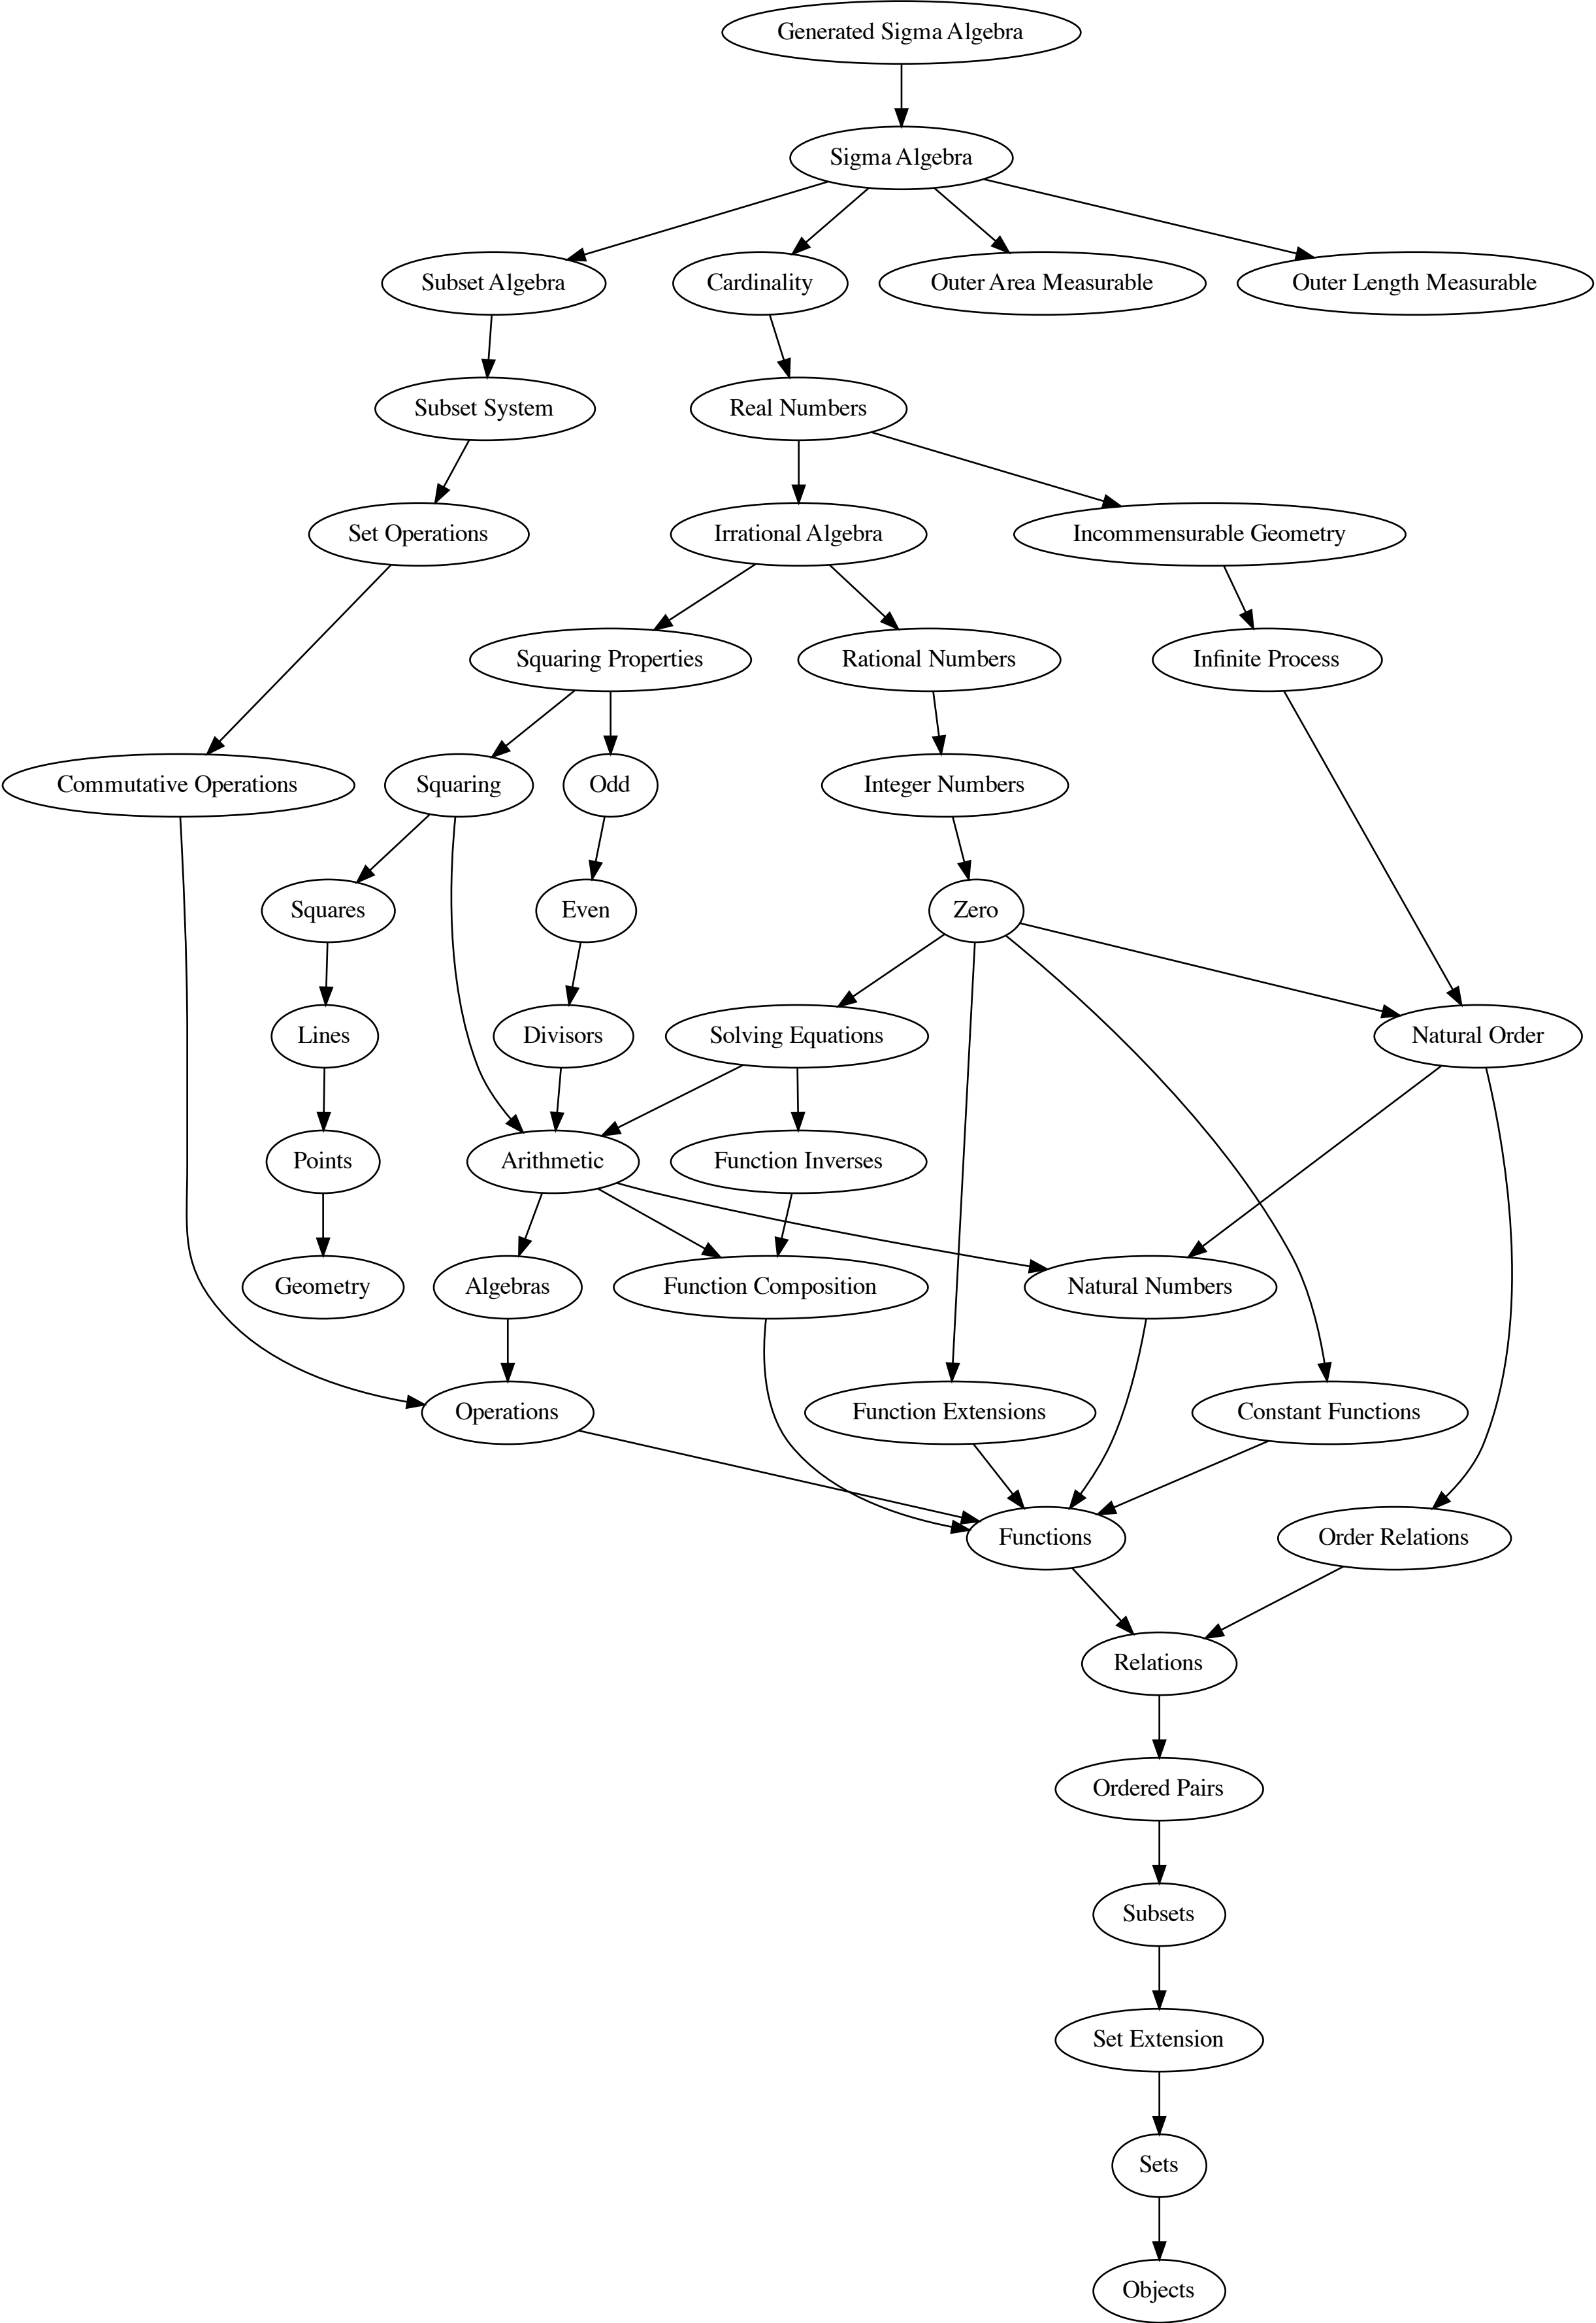 Generated Sigma Algebra
Sigma Algebra
Subset Algebra
Cardinality
Outer Area Measurable
Outer Length Measurable
Subset System
Real Numbers
Set Operations
Irrational Algebra
Incommensurable Geometry
Squaring Properties
Rational Numbers
Infinite Process
Commutative Operations
Squaring
Odd
Integer Numbers
Squares
Even
Zero
Lines
Divisors
Solving Equations
Natural Order
Points
Arithmetic
Function Inverses
Geometry
Algebras
Function Composition
Natural Numbers
Operations
Function Extensions
Constant Functions
Functions
Order Relations
Relations
Ordered Pairs
Subsets
Set Extension
Sets
Objects